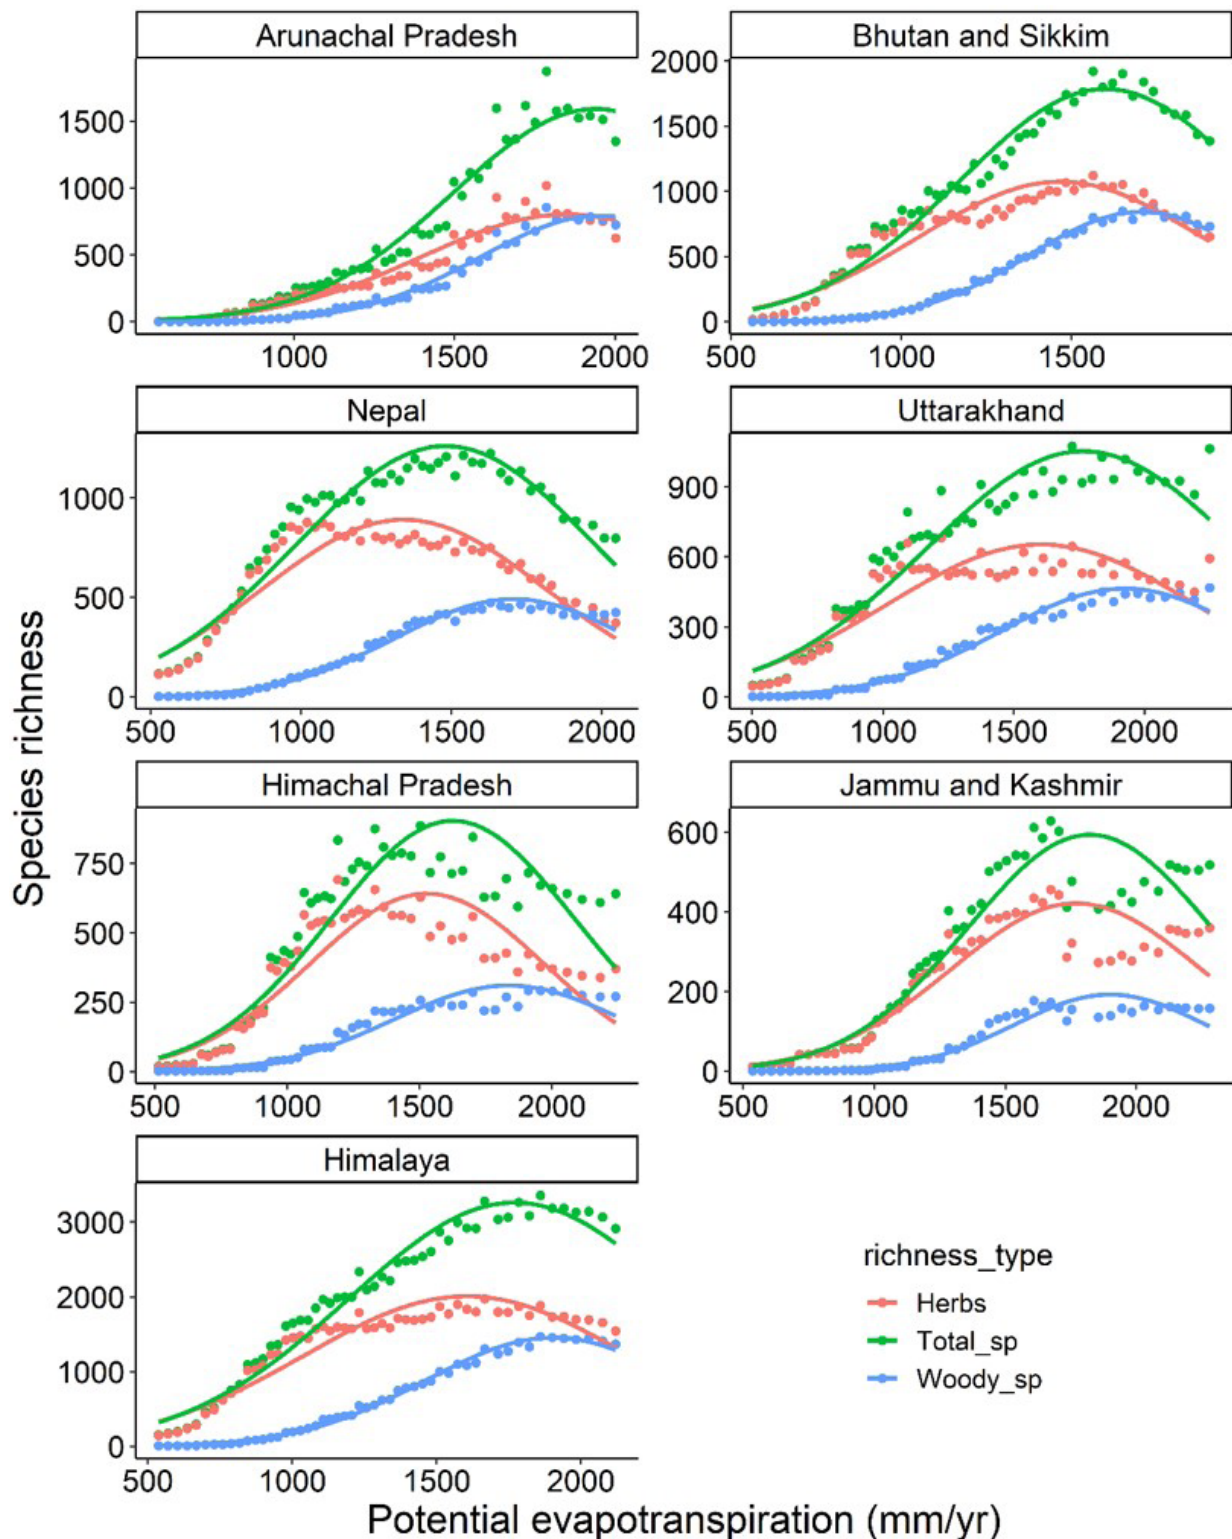 Arunachal Pradesh
1500
1000
500
0
1000 1500 2000
Bhutan and Sikkim
2000
1500
1000
500
0
500 1000 1500
Nepal
1000
500
0
500 1000 1500 2000
Uttarakhand
900
600
300
0
500 1000 1500 2000
Himachal Pradesh
750
500
250
0
500 1000 1500 2000
Jammu and Kashmir
600
400
200
0
500 1000 1500 2000
Himalaya
3000
2000
1000
0
500 1000 1500 2000
richness_type
Herbs
Total_sp
Woody_sp
Species richness
Potential evapotranspiration (mm/yr)